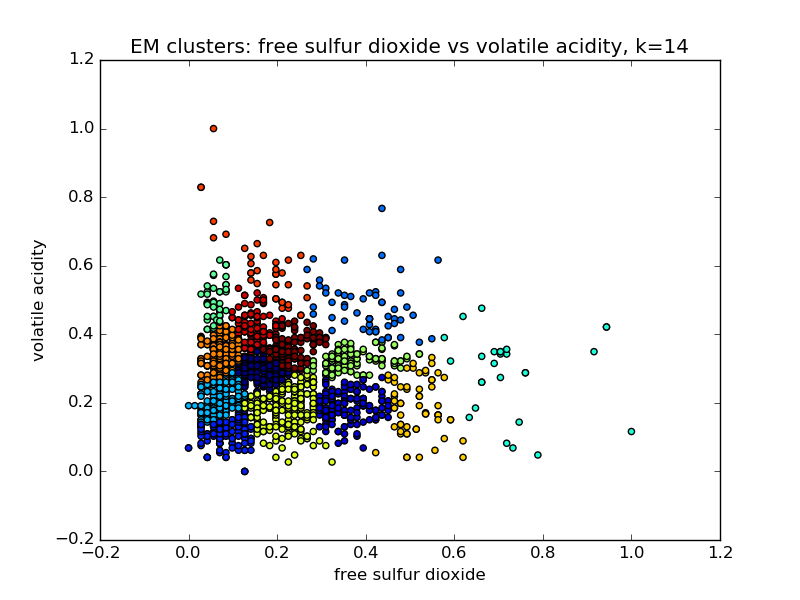 EM clusters: free sulfur dioxide vs volatile acidity, k=14
1.2
1.0
0.8
0.6
0.4
0.2
0.0
−0.2
volatile acidity
−0.2 0.0 0.2 0.4 0.6 0.8 1.0 1.2
free sulfur dioxide